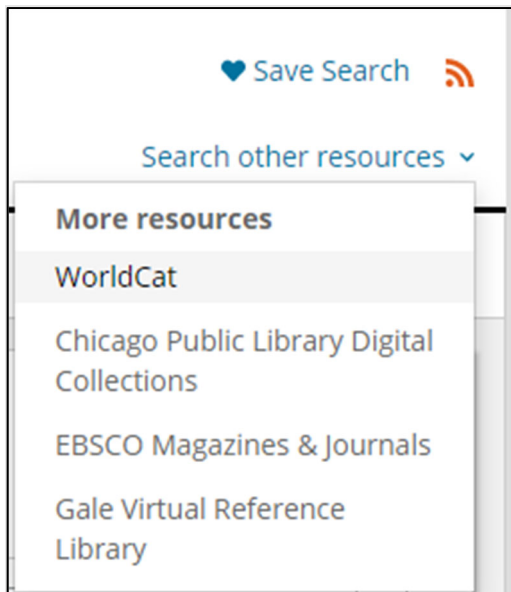 Save Search
Search other resources
More resources
WorldCat
Chicago Public Library Digital
Collections
EBSCO Magazines & Journals
Gale Virtual Reference
Library